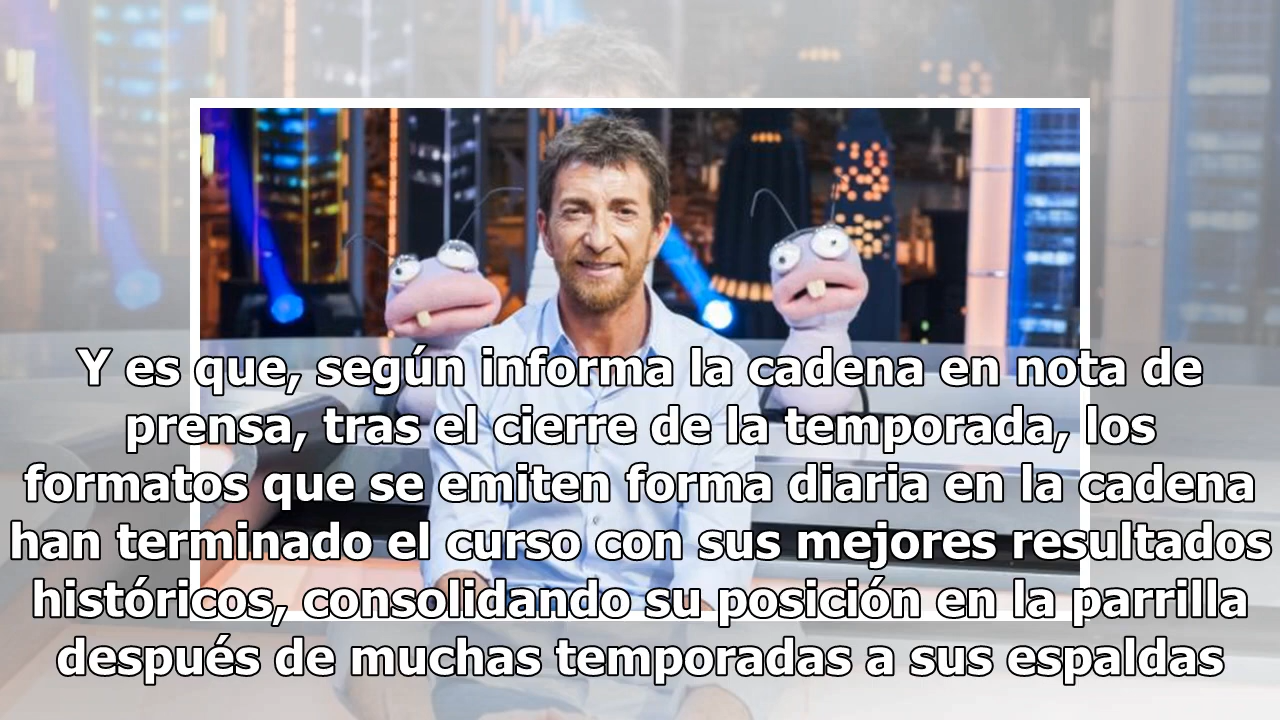 Y es que, según informa la cadena en nota de
prensa, tras el cierre de la temporada, los
formatos que se emiten forma diaria en la cadena
han terminado el curso con sus mejores resultados
históricos, consolidando su posición en la parrilla
después de muchas temporadas a sus espaldas